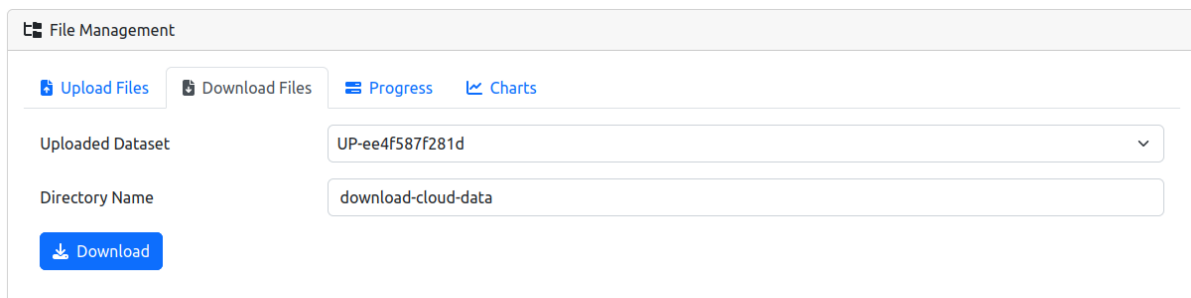 File Management
Upload Files Download Files Progress Charts
Uploaded Dataset UP-ee4f587f281d
Directory Name download-cloud-data
Download